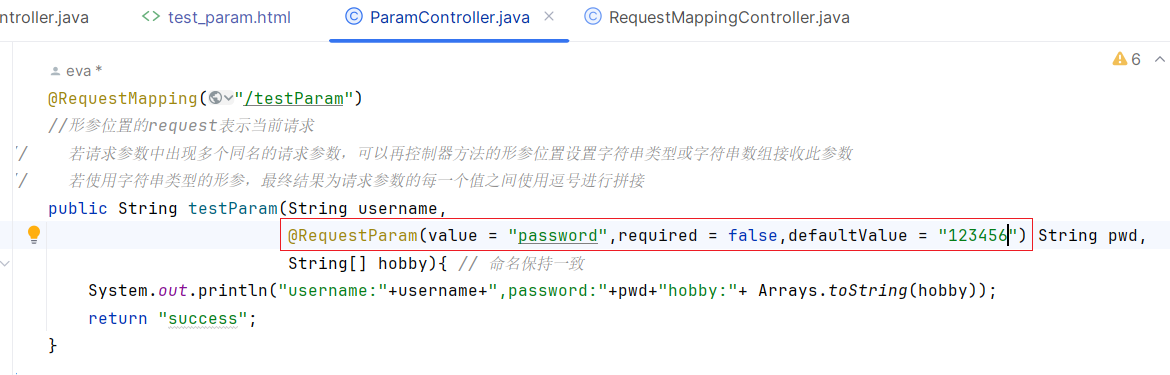 ntroller.java <> test_param.html © ParamController.java × © RequestMappingController.java
6
eva *
@RequestMapping("/testParam")
//形参位置的request表示当前请求
// 若请求参数中出现多个同名的请求参数，可以再控制器方法的形参位置设置字符串类型或字符串数组接收此参数
// 若使用字符串类型的形参，最终结果为请求参数的每一个值之间使用逗号进行拼接
public String testParam(String username,
@RequestParam(value = "password",required = false,defaultValue = "123456") String pwd,
String[] hobby){ // 命名保持一致
System.out.println("username:"+username+",password:"+pwd+"hobby:"+ Arrays.toString(hobby));
return "success";
}